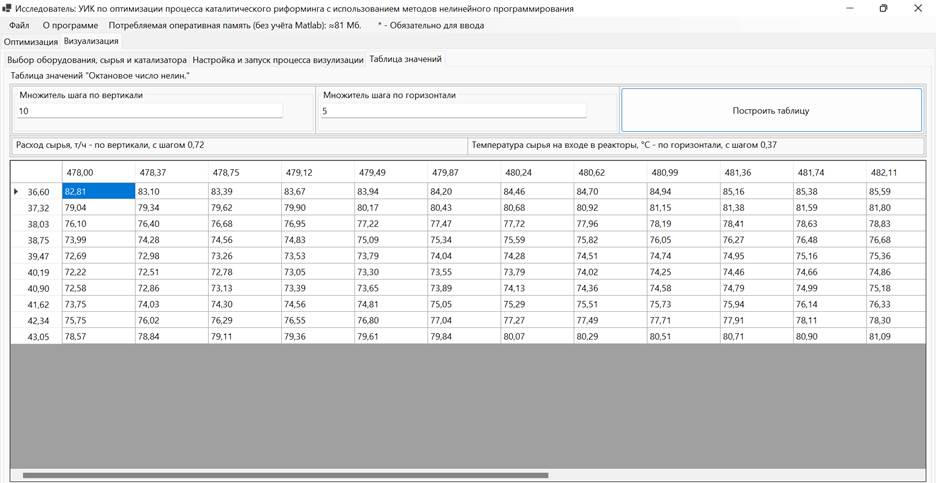 Исследователь: УИК по оптимизации процесса каталитического риформинга с использованием методов нелинейного программирования
Файл О программе Потребляемая оперативная память (без учёта Matlab): ≈81 Мб. * - Обязательно для ввода
Оптимизация Визуализация
Выбор оборудования, сырья и катализатора Настройка и запуск процесса визулизации Таблица значений
Таблица значений "Октановое число нелин."
Множитель шага по вертикали Множитель шага по горизонтали
10 5 Построить таблицу
Расход сырья, т/ч - по вертикали, с шагом 0,72 Температура сырья на входе в реакторы, °C - по горизонтали, с шагом 0,37
478,00 478,37 478,75 479,12 479,49 479,87 480,24 480,62 480,99 481,36 481,74 482,11
36,60 82,81 83,10 83,39 83,67 83,94 84,20 84,46 84,70 84,94 85,16 85,38 85,59
37,32 79,04 79,34 79,62 79,90 80,17 80,43 80,68 80,92 81,15 81,38 81,59 81,80
38,03 76,10 76,40 76,68 76,95 77,22 77,47 77,72 77,96 78,19 78,41 78,63 78,83
38,75 73,99 74,28 74,56 74,83 75,09 75,34 75,59 75,82 76,05 76,27 76,48 76,68
39,47 72,69 72,98 73,26 73,53 73,79 74,04 74,28 74,51 74,74 74,95 75,16 75,36
40,19 72,22 72,51 72,78 73,05 73,30 73,55 73,79 74,02 74,25 74,46 74,66 74,86
40,90 72,58 72,86 73,13 73,39 73,65 73,89 74,13 74,36 74,58 74,79 74,99 75,18
41,62 73,75 74,03 74,30 74,56 74,81 75,05 75,29 75,51 75,73 75,94 76,14 76,33
42,34 75,75 76,02 76,29 76,55 76,80 77,04 77,27 77,49 77,71 77,91 78,11 78,30
43,05 78,57 78,84 79,11 79,36 79,61 79,84 80,07 80,29 80,51 80,71 80,90 81,09